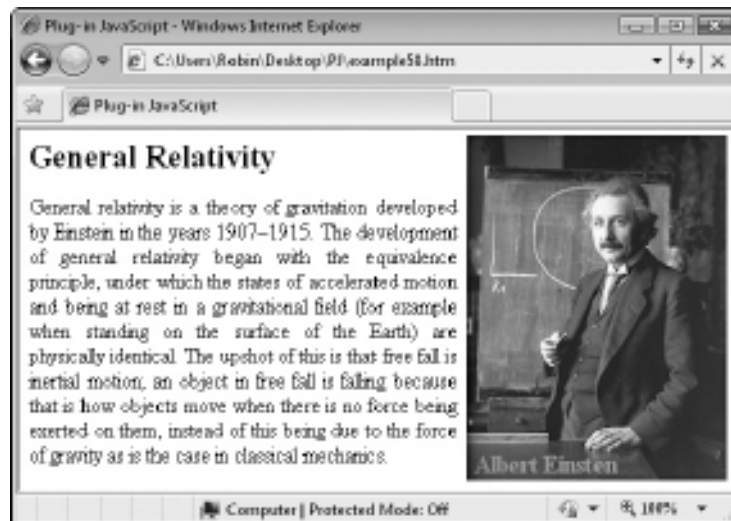 Plug-in JavaScript - Windows Internet Explorer
C:\Users\Robin\Desktop\PJ\example58.htm
Plug-in JavaScript
General Relativity
General relativity is a theory of gravitation developed
by Einstein in the years 1907–1915. The development
of general relativity began with the equivalence
principle, under which the states of accelerated motion
and being at rest in a gravitational field (for example
when standing on the surface of the Earth) are
physically identical. The upshot of this is that free fall is
inertial motion; an object in free fall is falling because
that is how objects move when there is no force being
exerted on them, instead of this being due to the force
of gravity as is the case in classical mechanics.
Albert Einsten
Computer | Protected Mode: Off
100%